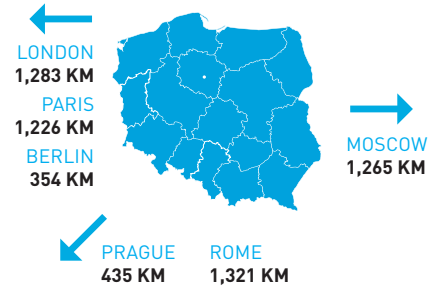 LONDON
1,283 KM
PARIS
1,226 KM
BERLIN
354 KM
MOSCOW
1,265 KM
PRAGUE
435 KM
ROME
1,321 KM